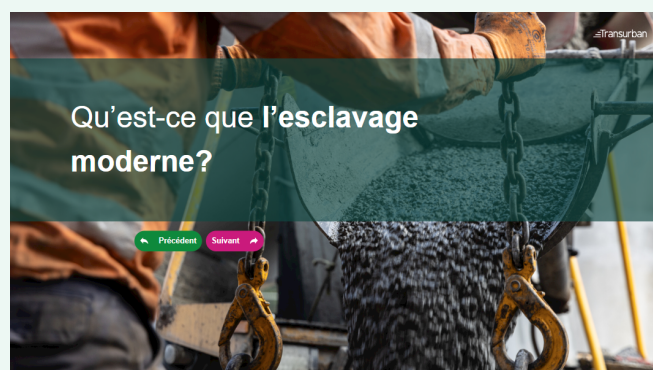 Transurban
Qu'est-ce que l'esclavage
moderne?
Précédent Suivant